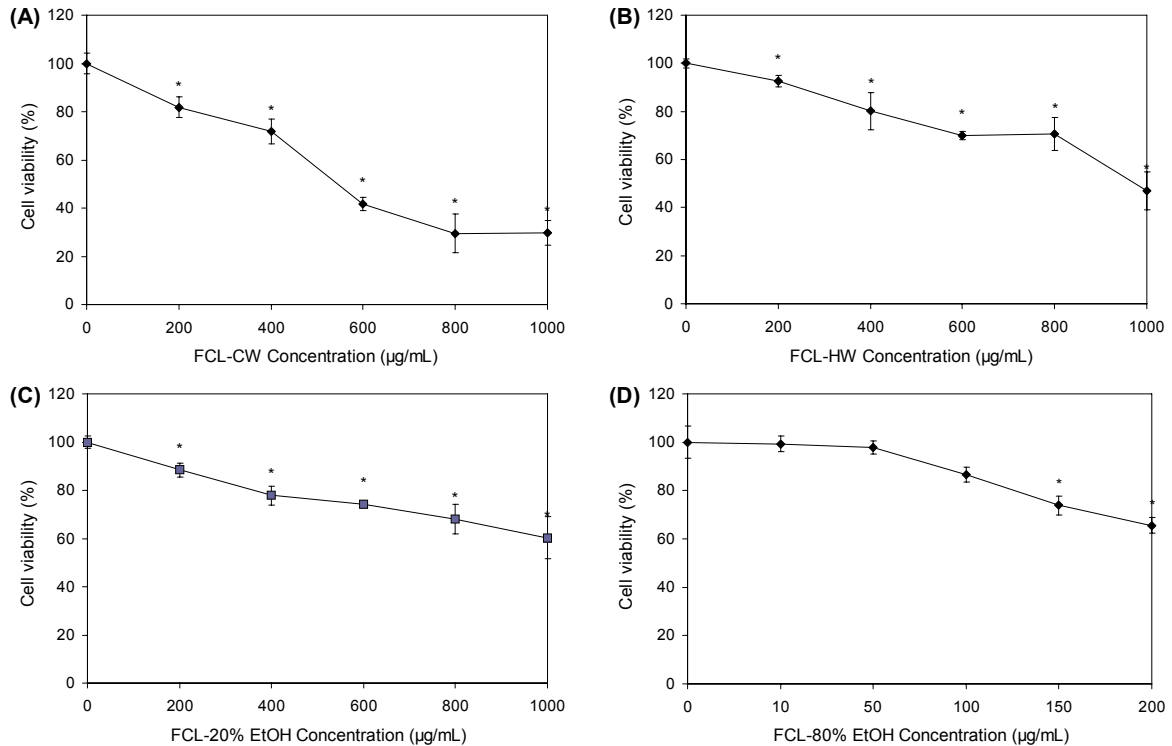 (A)
120
100
80
60
40
20
0
Cell viability (%)
* * * * *
0 200 400 600 800 1000
FCL-CW Concentration (µg/mL)
(B)
120
100
80
60
40
20
0
Cell viability (%)
* * * * *
0 200 400 600 800 1000
FCL-HW Concentration (µg/mL)
(C)
120
100
80
60
40
20
0
Cell viability (%)
* * * * *
0 200 400 600 800 1000
FCL-20% EtOH Concentration (µg/mL)
(D)
120
100
80
60
40
20
0
Cell viability (%)
* *
0 10 50 100 150 200
FCL-80% EtOH Concentration (µg/mL)